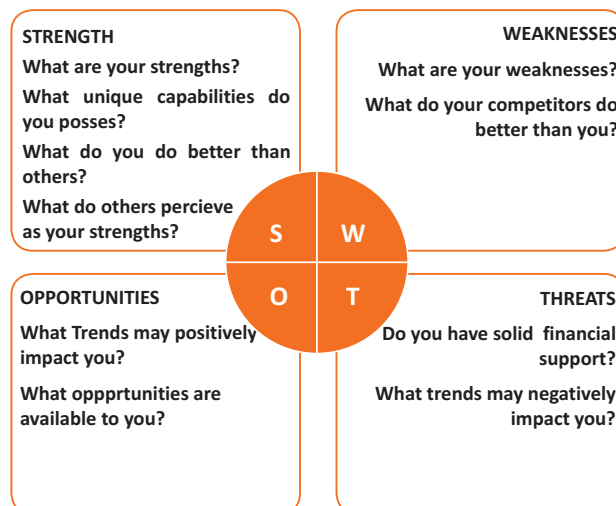 STRENGTH
What are your strengths?
What unique capabilities do
you posses?
What do you do better than
others?
What do others percieve
as your strengths?
WEAKNESSES
What are your weaknesses?
What do your competitors do
better than you?
S
W
O
T
OPPORTUNITIES
What Trends may positively
impact you?
What oppprtunities are
available to you?
THREATS
Do you have solid financial
support?
What trends may negatively
impact you?